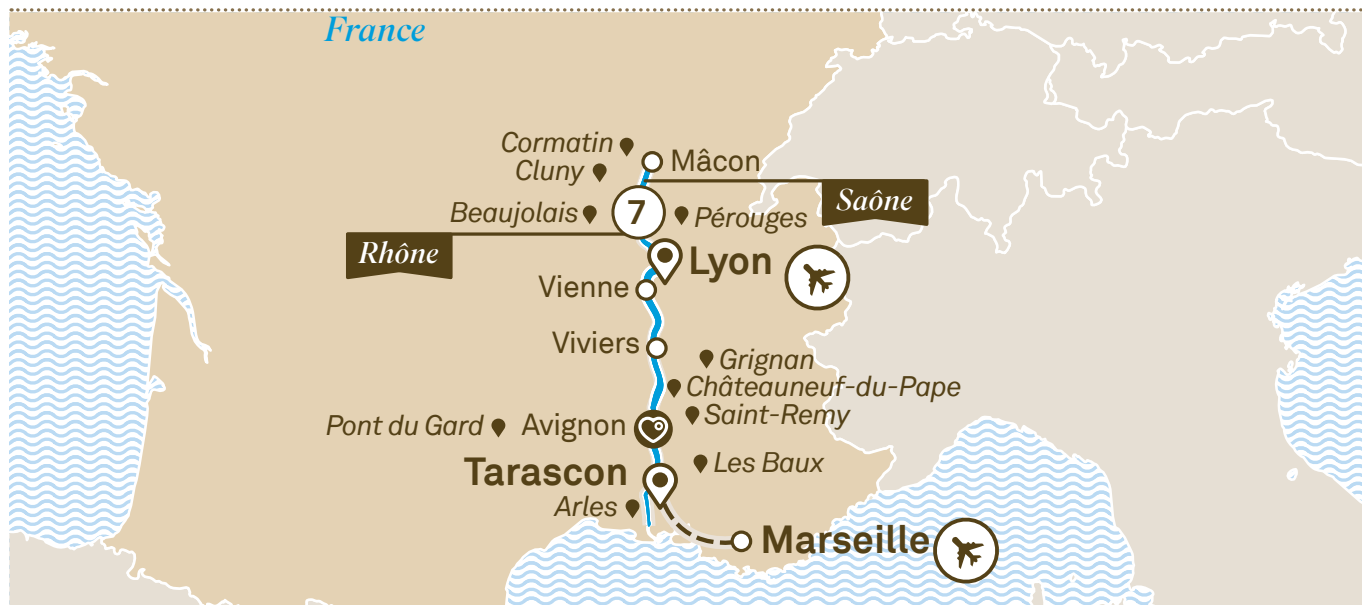 France
Cormatin
Mâcon
Cluny
Saône
Beaujolais
7
Pérouges
Rhône
Lyon
Vienne
Viviers
Grignan
Châteauneuf-du-Pape
Saint-Remy
Pont du Gard
Avignon
Les Baux
Tarascon
Arles
Marseille